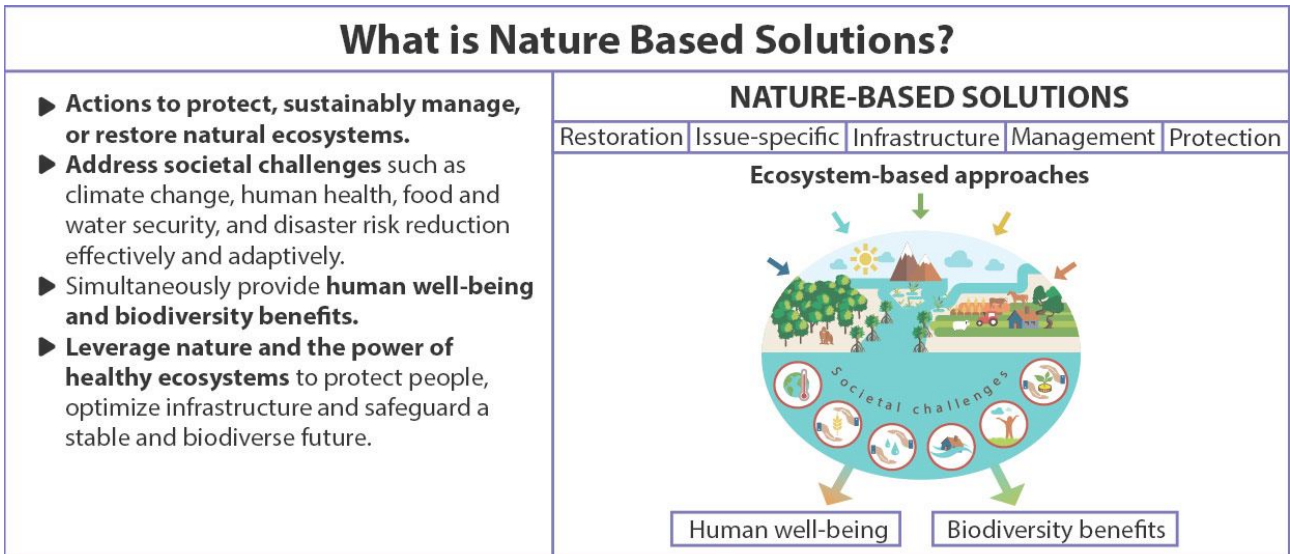 What is Nature Based Solutions?
Actions to protect, sustainably manage,
or restore natural ecosystems.
Address societal challenges such as
climate change, human health, food and
water security, and disaster risk reduction
effectively and adaptively.
Simultaneously provide human well-being
and biodiversity benefits.
Leverage nature and the power of
healthy ecosystems to protect people,
optimize infrastructure and safeguard a
stable and biodiverse future.
NATURE-BASED SOLUTIONS
Restoration Issue-specific Infrastructure Management Protection
Ecosystem-based approaches
Societal challenges
Human well-being Biodiversity benefits